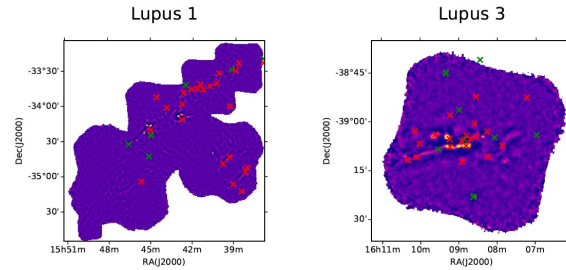 Lupus 1
Lupus 3
Dec(J2000)
-33°30'
-34°00'
30'
-35°00'
30'
15h51m
48m
45m
42m
39m
RA(J2000)
Dec(J2000)
-38°45'
-39°00'
15'
30'
16h11m
10m
09m
08m
07m
RA(J2000)